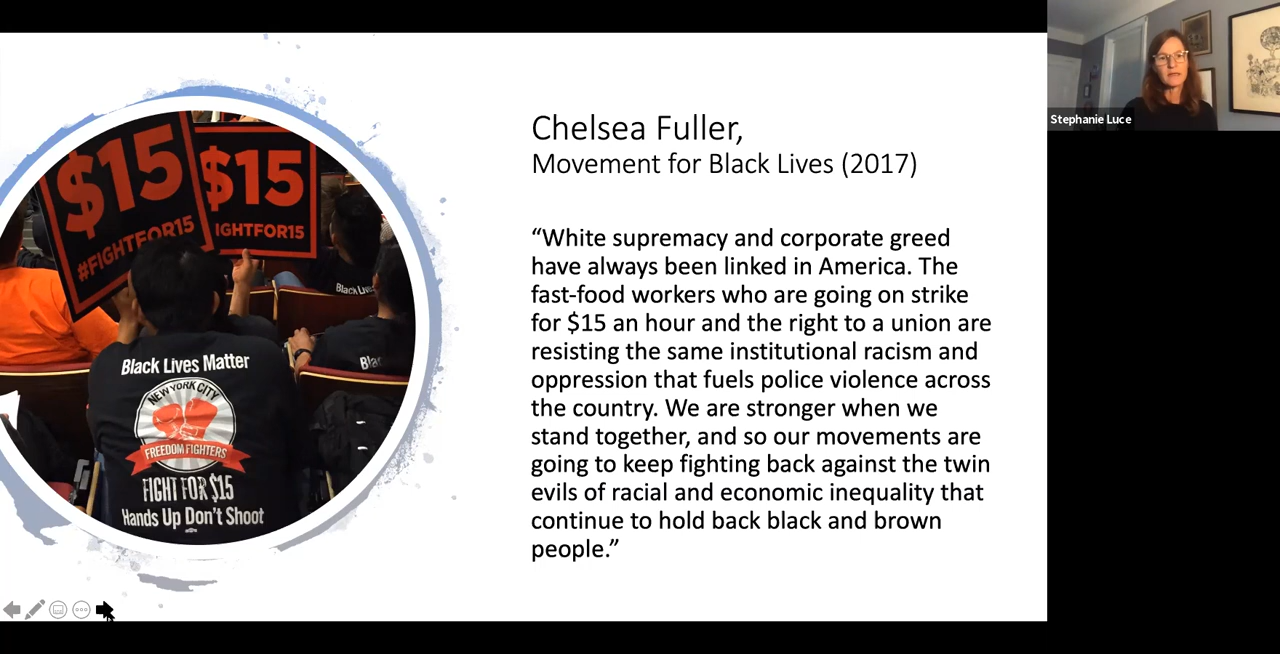 Chelsea Fuller,
Movement for Black Lives (2017)
“White supremacy and corporate greed
have always been linked in America. The
fast-food workers who are going on strike
for $15 an hour and the right to a union are
resisting the same institutional racism and
oppression that fuels police violence across
the country. We are stronger when we
stand together, and so our movements are
going to keep fighting back against the twin
evils of racial and economic inequality that
continue to hold back black and brown
people.”
$15
#FIGHTFOR15
$15
IGHTFOR15
Black Live
Blac
Black Lives Matter
NEW YORK CITY
FREEDOM FIGHTERS
FIGHT FOR $15
Hands Up Don't Shoot
Stephanie Luce